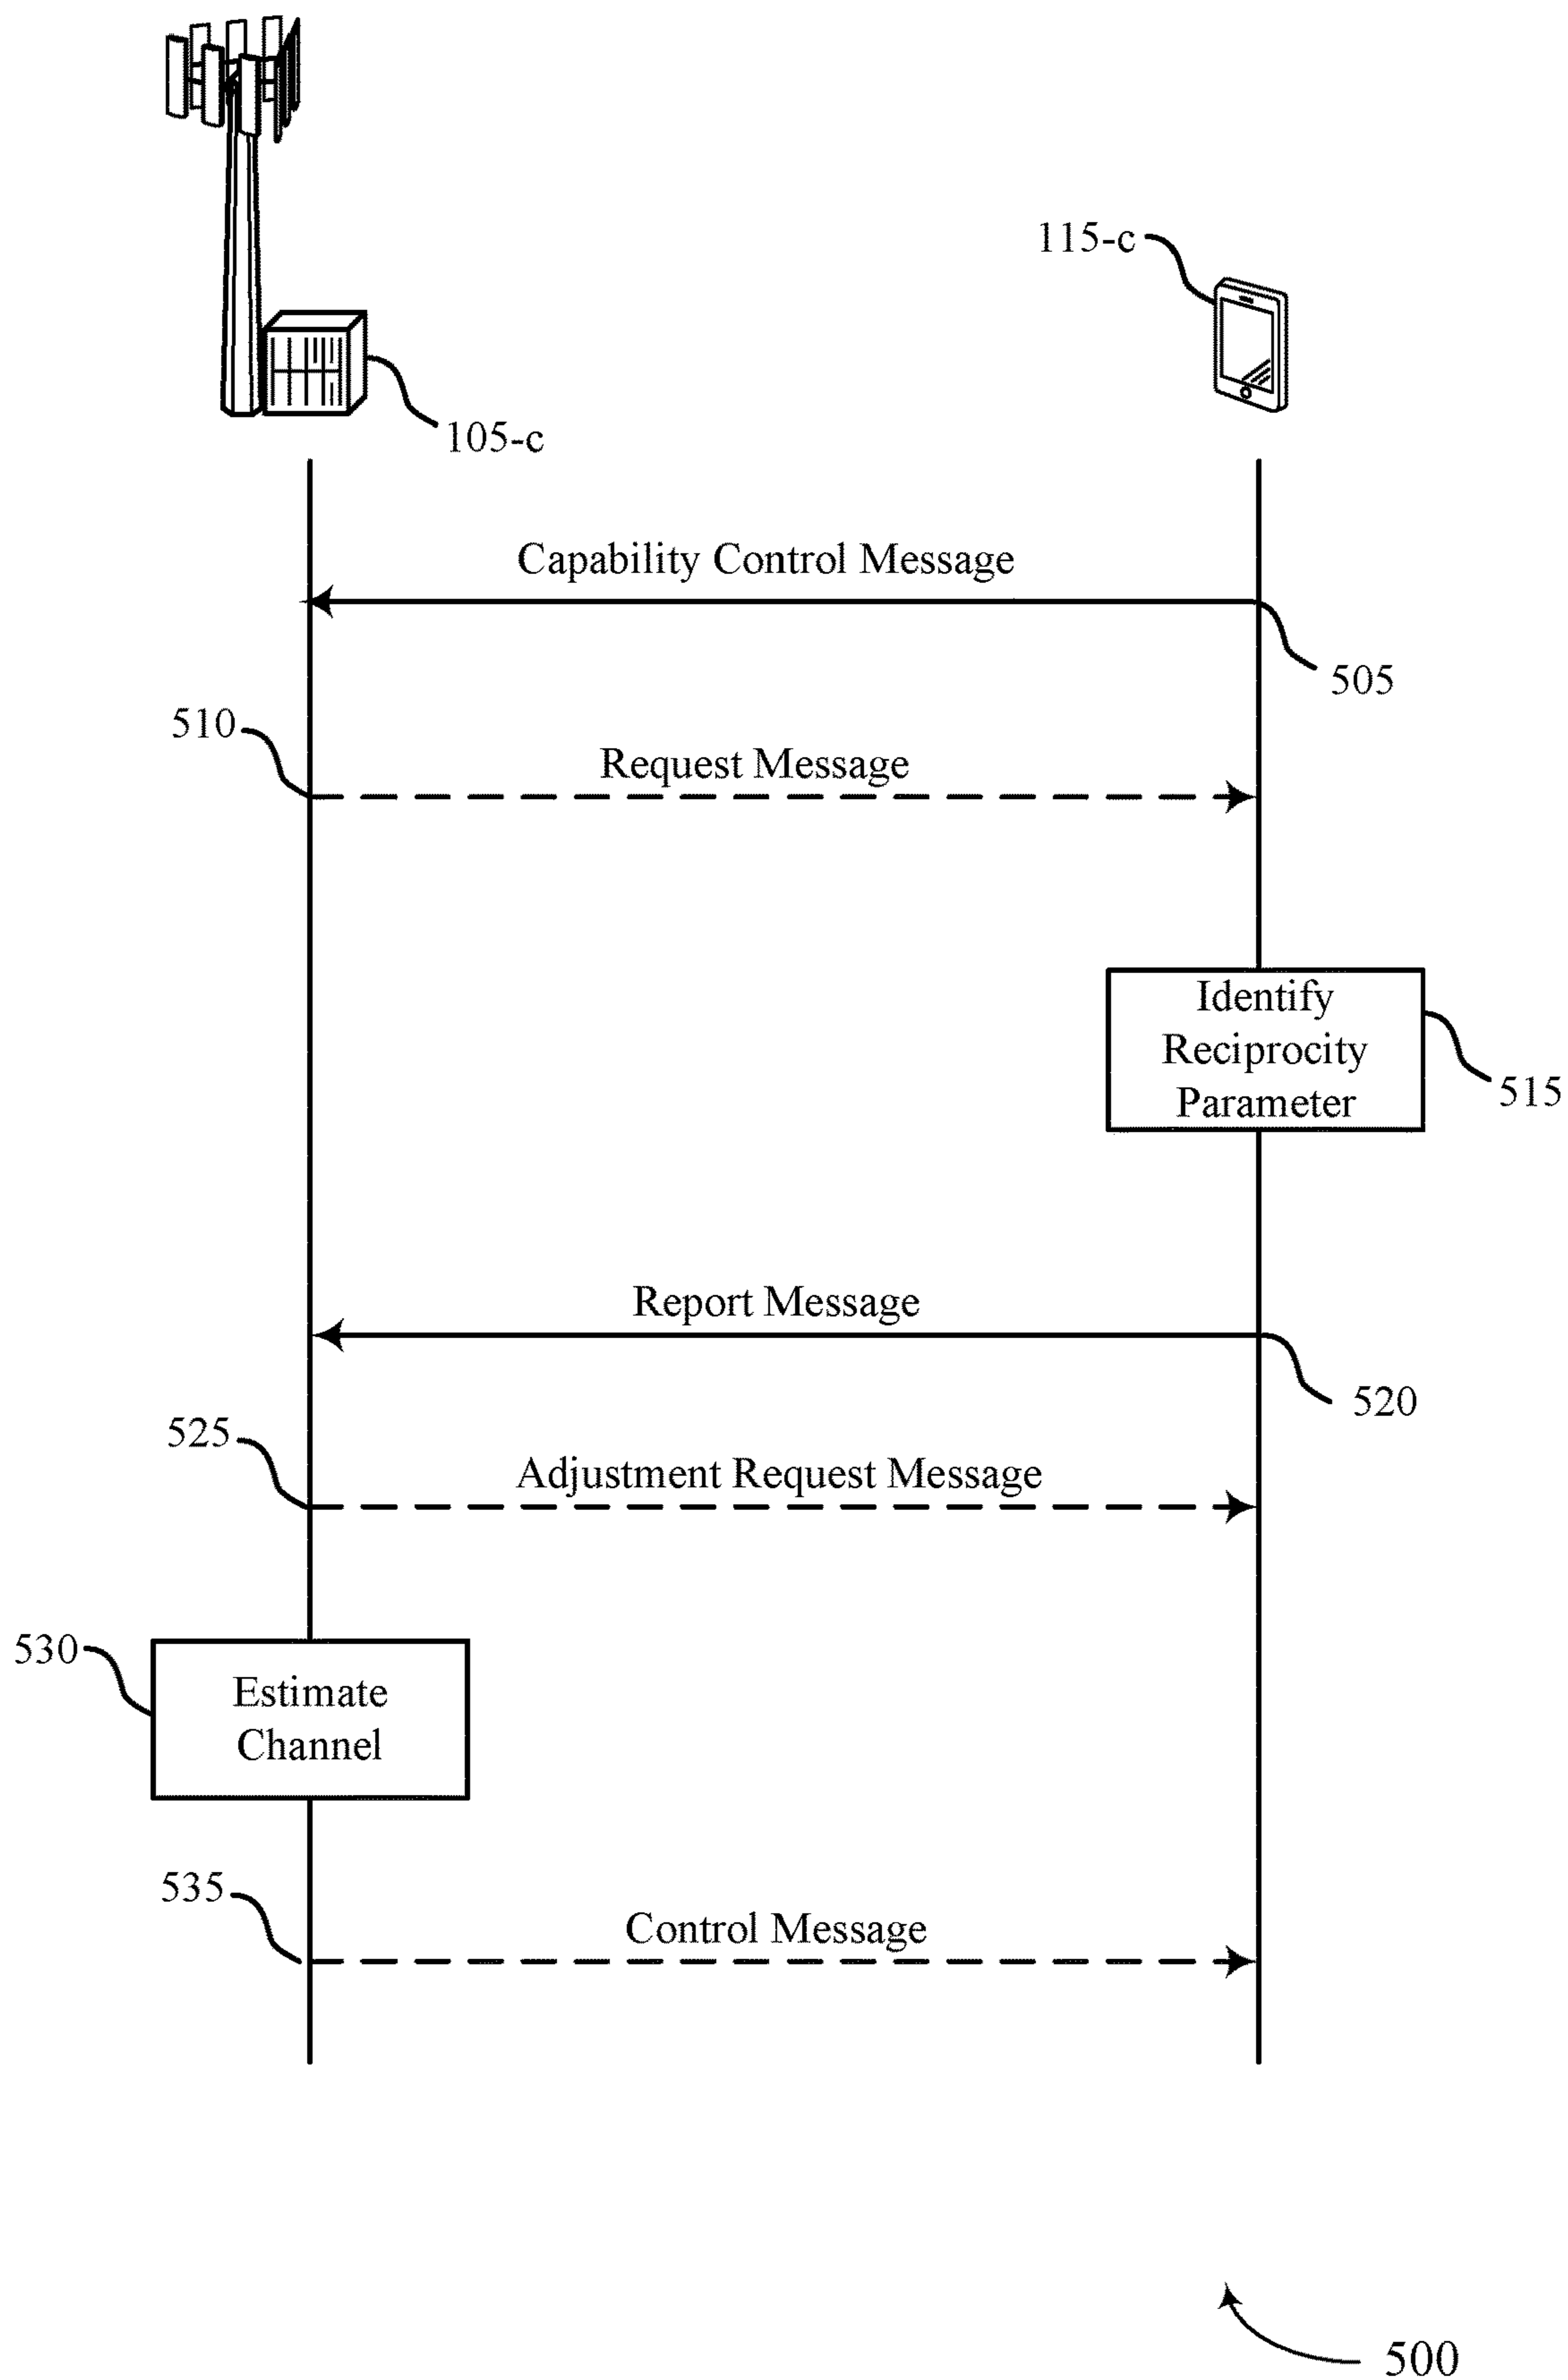 115-c
105-c
Capability Control Message
505
510
Request Message
Identify
Reciprocity
Parameter
515
Report Message
520
525
Adjustment Request Message
530
Estimate
Channel
535
Control Message
500